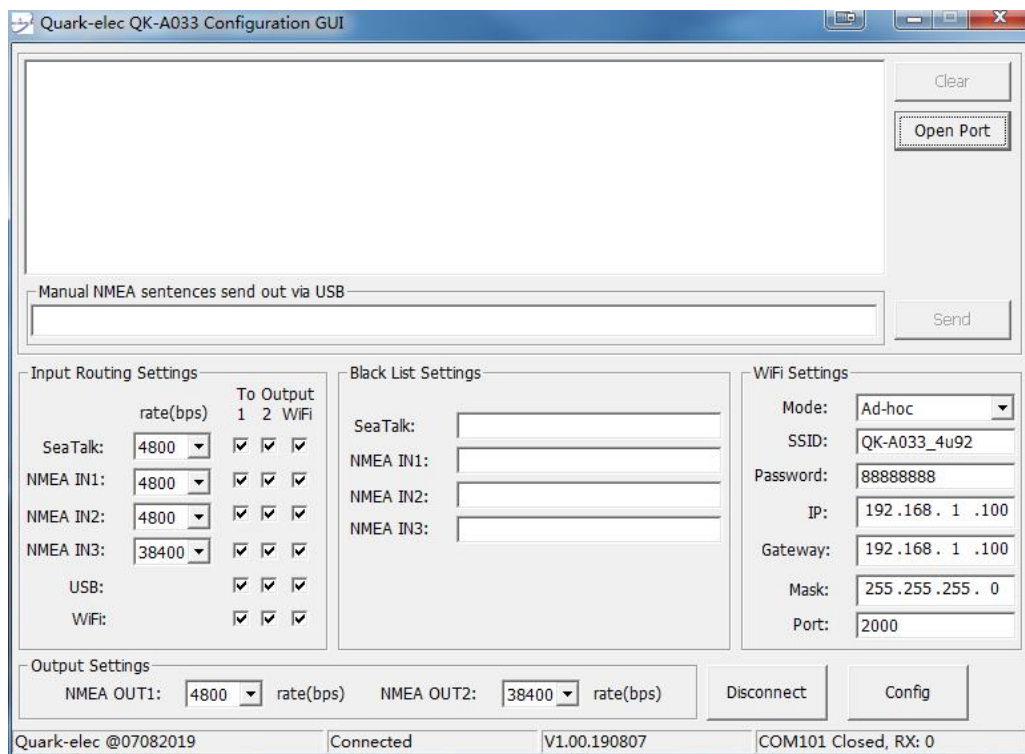 Quark-elec QK-A033 Configuration GUI
Clear
Open Port
Manual NMEA sentences send out via USB
Send
Input Routing Settings
To Output
rate(bps) 1 2 WiFi
SeaTalk: 4800
NMEA IN1: 4800
NMEA IN2: 4800
NMEA IN3: 38400
USB:
WiFi:
Black List Settings
SeaTalk:
NMEA IN1:
NMEA IN2:
NMEA IN3:
WiFi Settings
Mode: Ad-hoc
SSID: QK-A033_4u92
Password: 88888888
IP: 192.168. 1 .100
Gateway: 192.168. 1 .100
Mask: 255.255.255. 0
Port: 2000
Output Settings
NMEA OUT1: 4800 rate(bps) NMEA OUT2: 38400 rate(bps)
Disconnect
Config
Quark-elec @07082019 Connected V1.00.190807 COM101 Closed, RX: 0